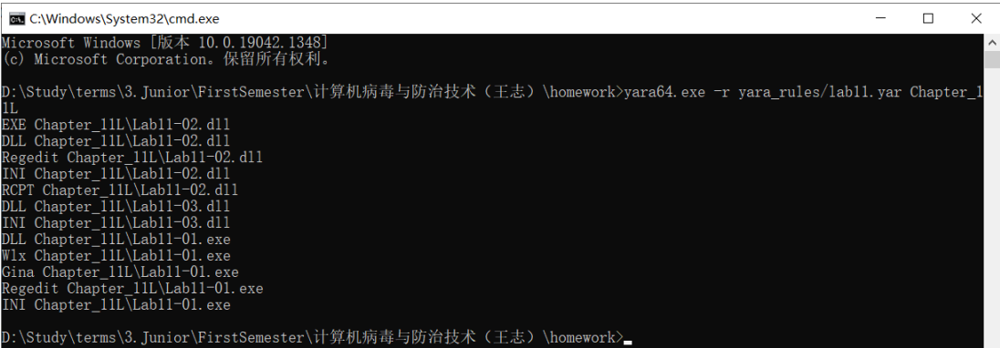 C:\Windows\System32\cmd.exe
Microsoft Windows [版本 10.0.19042.1348]
(c) Microsoft Corporation。保留所有权利。
D:\Study\terms\3.Junior\FirstSemester\计算机病毒与防治技术（王志）\homework>yara64.exe -r yara_rules/lab11.yar Chapter_1
1L
EXE Chapter_11L\Lab11-02.dll
DLL Chapter_11L\Lab11-02.dll
Regedit Chapter_11L\Lab11-02.dll
INI Chapter_11L\Lab11-02.dll
RCPT Chapter_11L\Lab11-02.dll
DLL Chapter_11L\Lab11-03.dll
INI Chapter_11L\Lab11-03.dll
DLL Chapter_11L\Lab11-01.exe
Wlx Chapter_11L\Lab11-01.exe
Gina Chapter_11L\Lab11-01.exe
Regedit Chapter_11L\Lab11-01.exe
INI Chapter_11L\Lab11-01.exe
D:\Study\terms\3.Junior\FirstSemester\计算机病毒与防治技术（王志）\homework>